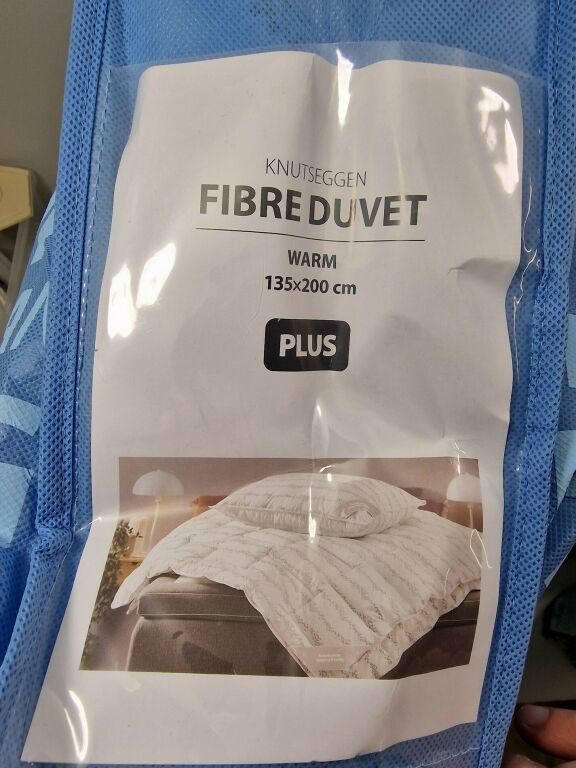 KNUTSEGGEN
FIBRE DUVET
WARM
135x200 cm
PLUS